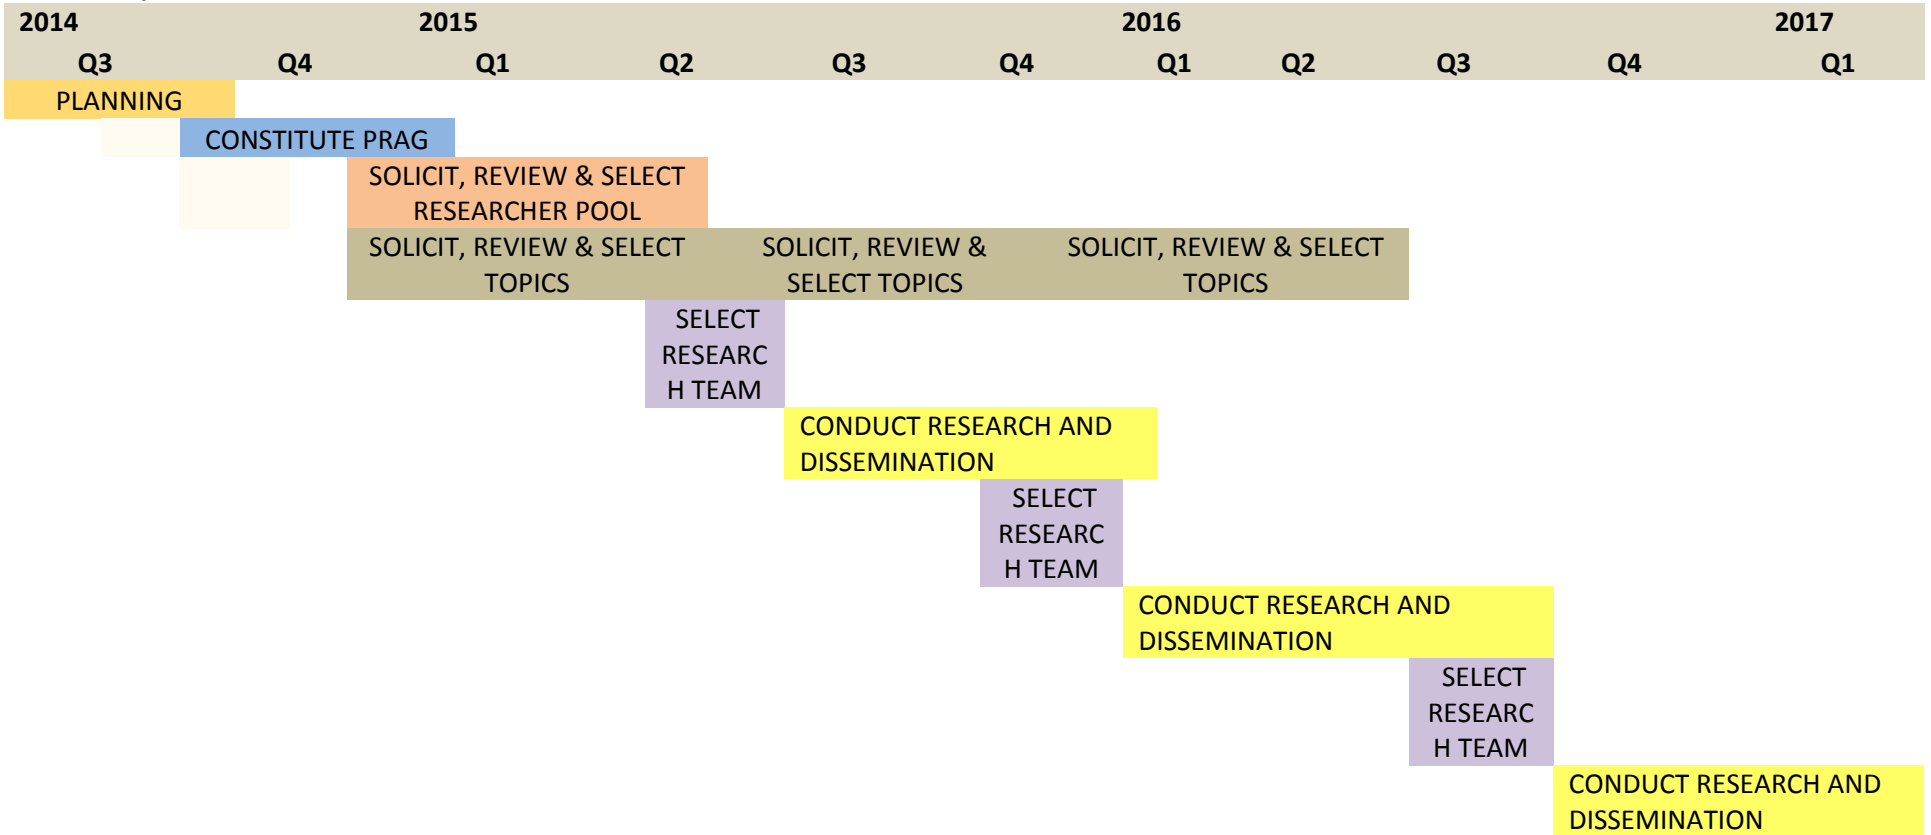 2014 2015 2016 2017
Q3 Q4 Q1 Q2 Q3 Q4 Q1 Q2 Q3 Q4 Q1
PLANNING
CONSTITUTE PRAG
SOLICIT, REVIEW & SELECT
RESEARCHER POOL
SOLICIT, REVIEW & SELECT
TOPICS
SOLICIT, REVIEW &
SELECT TOPICS
SOLICIT, REVIEW & SELECT
TOPICS
SELECT
RESEARC
H TEAM
CONDUCT RESEARCH AND
DISSEMINATION
SELECT
RESEARC
H TEAM
CONDUCT RESEARCH AND
DISSEMINATION
SELECT
RESEARC
H TEAM
CONDUCT RESEARCH AND
DISSEMINATION